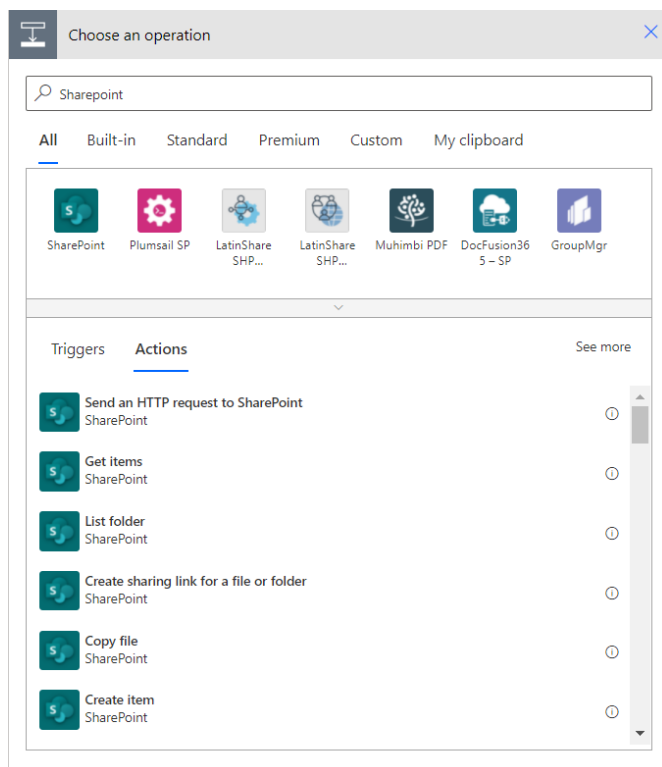 Choose an operation
Sharepoint
All Built-in Standard Premium Custom My clipboard
SharePoint Plumsail SP LatinShare SHP... LatinShare SHP... Muhimbi PDF DocFusion36 5 – SP GroupMgr
Triggers Actions See more
Send an HTTP request to SharePoint
SharePoint
Get items
SharePoint
List folder
SharePoint
Create sharing link for a file or folder
SharePoint
Copy file
SharePoint
Create item
SharePoint